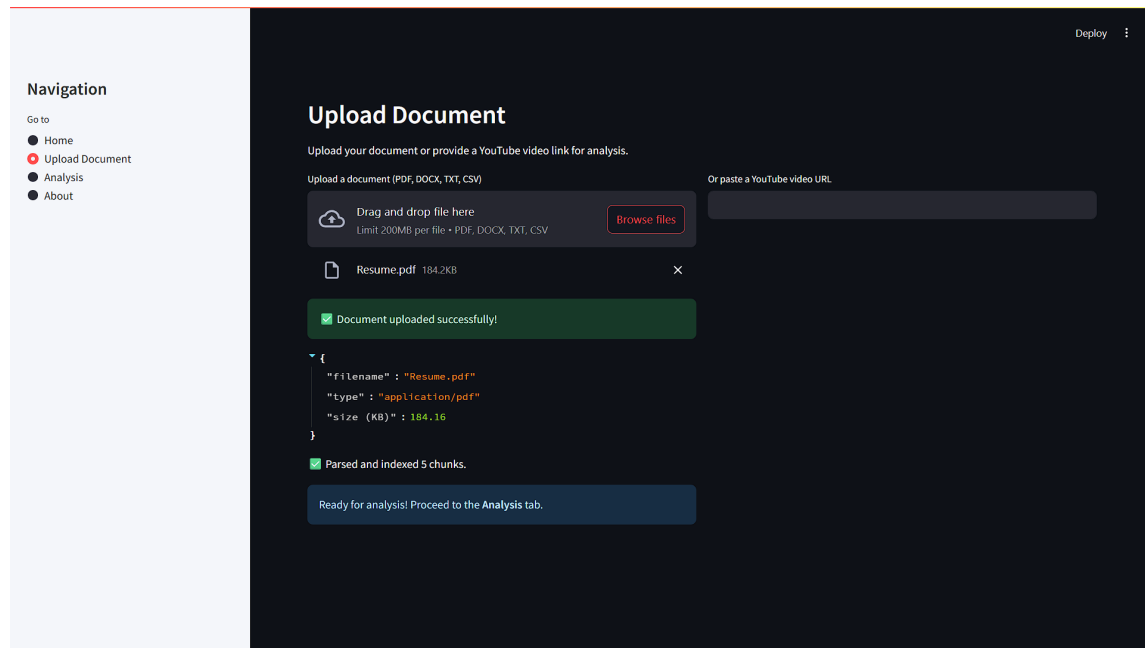 Deploy
Navigation
Go to
Home
Upload Document
Analysis
About
Upload Document
Upload your document or provide a YouTube video link for analysis.
Upload a document (PDF, DOCX, TXT, CSV)
Drag and drop file here
Limit 200MB per file • PDF, DOCX, TXT, CSV
Browse files
Resume.pdf 184.2KB
✅ Document uploaded successfully!
{
"filename" : "Resume.pdf"
"type" : "application/pdf"
"size (KB)" : 184.16
}
✅ Parsed and indexed 5 chunks.
Ready for analysis! Proceed to the Analysis tab.
Or paste a YouTube video URL